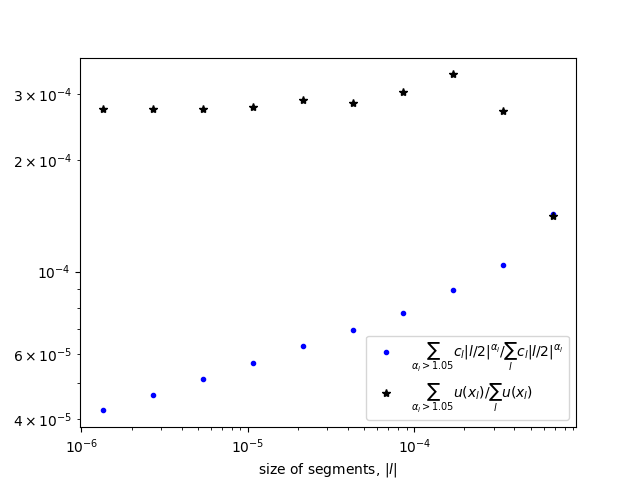 3 × 10⁻⁴
2 × 10⁻⁴
10⁻⁴
6 × 10⁻⁵
4 × 10⁻⁵
∑_{α_l>1.05} c_l|l/2|^{α_l}/∑_l c_l|l/2|^{α_l}
∑_{α_l>1.05} u(x_l)/∑_l u(x_l)
10⁻⁶ 10⁻⁵ 10⁻⁴
size of segments, |l|